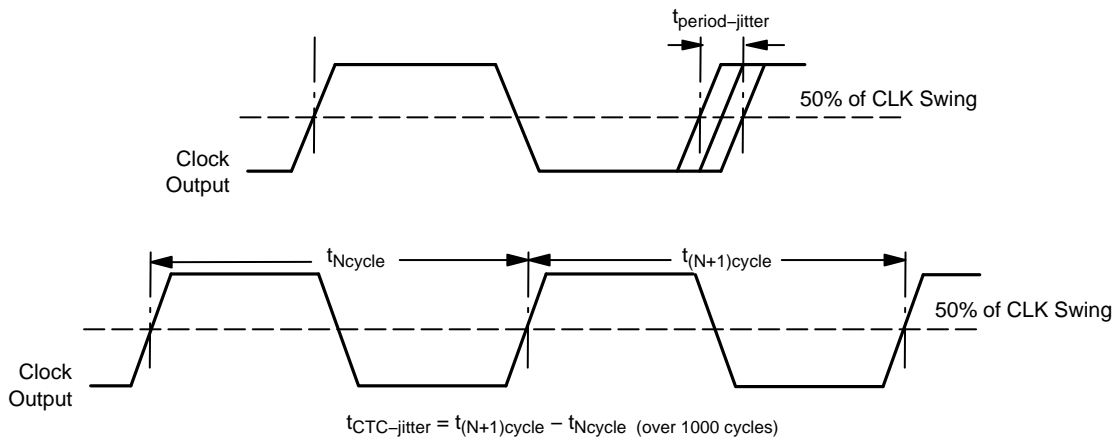 tperiod−jitter
50% of CLK Swing
Clock
Output
tNcycle
t(N+1)cycle
50% of CLK Swing
Clock
Output
tCTC−jitter = t(N+1)cycle − tNcycle (over 1000 cycles)